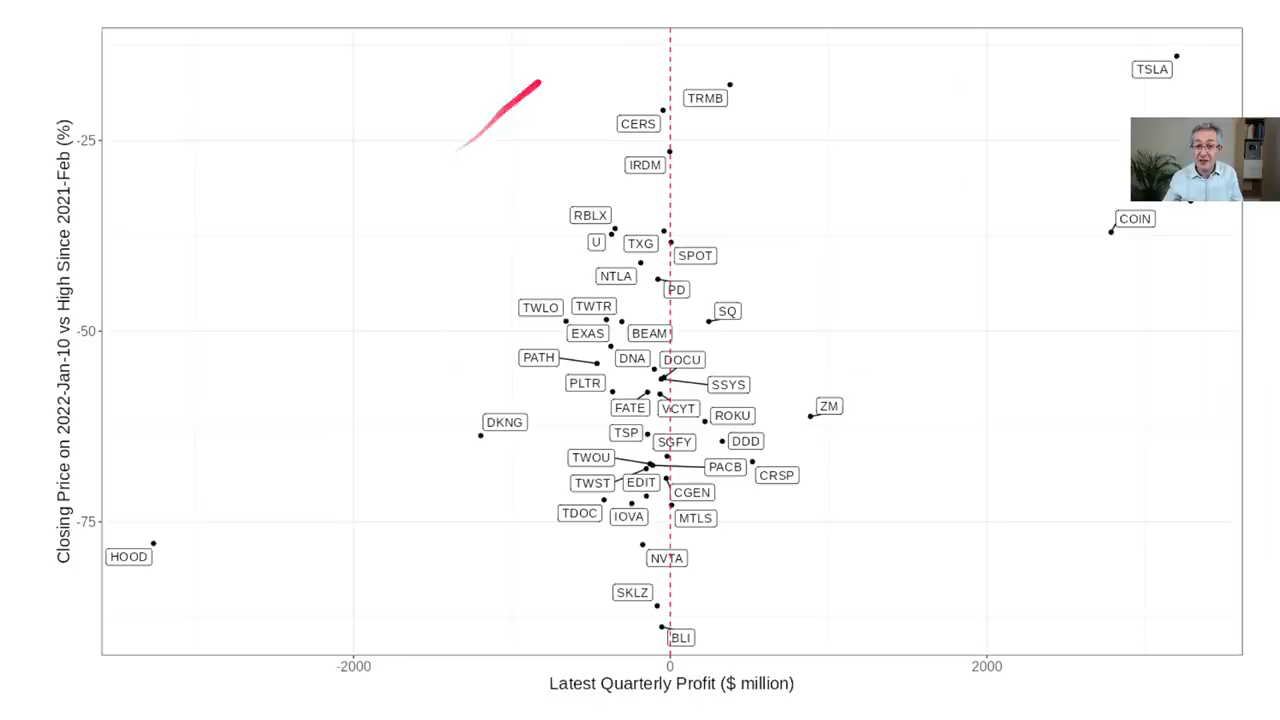 TSLA
TRMB
CERS
-25
IRDM
RBLX
COIN
U
TXG
SPOT
NTLA
PD
TWLO
TWTR
SQ
-50
EXAS
BEAM
PATH
DNA
DOCU
PLTR
SSYS
FATE
VCYT
ZM
DKNG
ROKU
TSP
SGFY
DDD
TWOU
PACB
CRSP
TWST
EDIT
CGEN
TDOC
IOVA
MTLS
-75
HOOD
NVTA
SKLZ
BLI
-2000
0
2000
Latest Quarterly Profit ($ million)
Closing Price on 2022-Jan-10 vs High Since 2021-Feb (%)